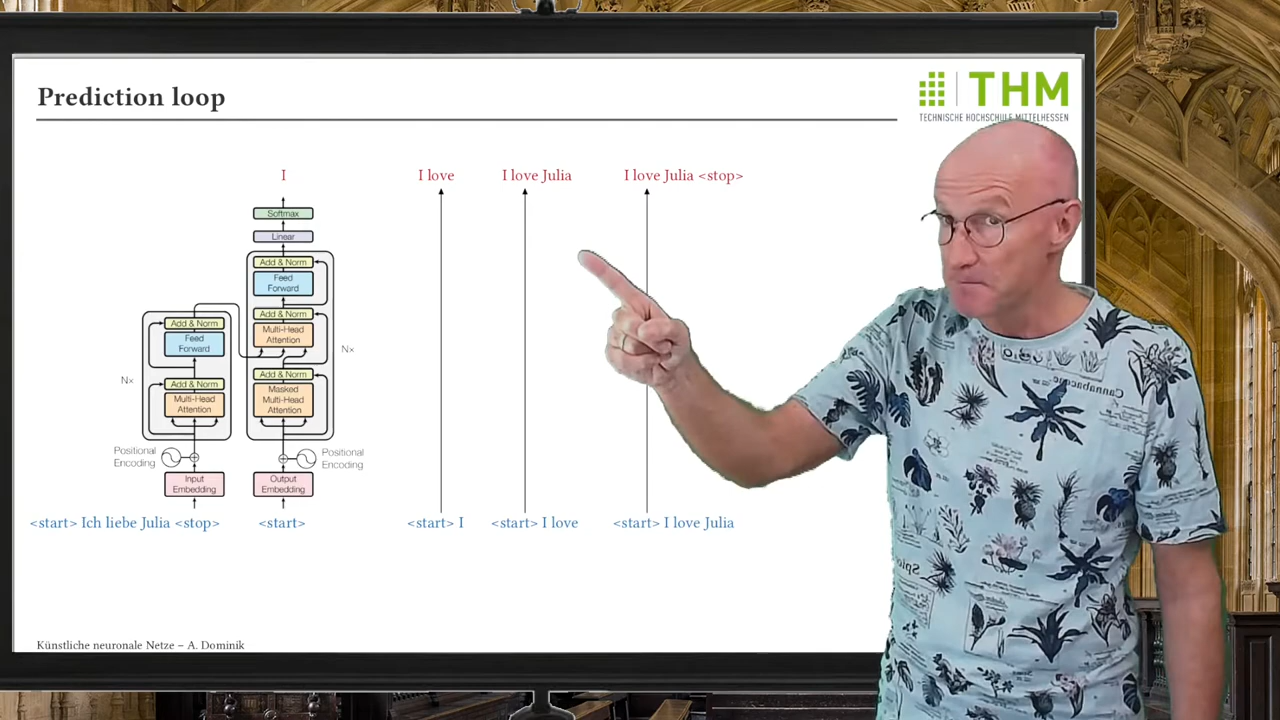 Prediction loop
THM
TECHNISCHE HOCHSCHULE MITTELHESSEN
I
I love
I love Julia
I love Julia <stop>
Softmax
Linear
Add & Norm
Feed
Forward
Add & Norm
Multi-Head
Attention
Add & Norm
Masked
Multi-Head
Attention
Nx
Add & Norm
Feed
Forward
Nx
Add & Norm
Multi-Head
Attention
Positional
Encoding
Positional
Encoding
Input
Embedding
Output
Embedding
<start> Ich liebe Julia <stop>
<start>
<start> I
<start> I love
<start> I love Julia
Künstliche neuronale Netze – A. Dominik
Cannabaceae